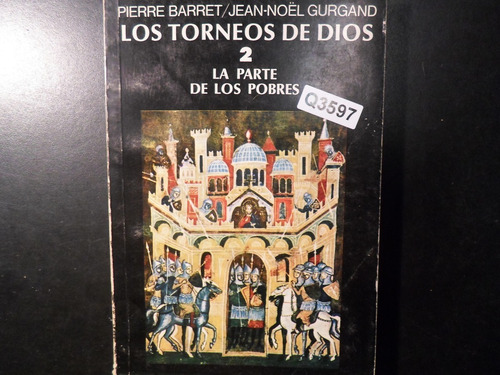 PIERRE BARRET/JEAN-NOËL GURGAND
LOS TORNEOS DE DIOS
2
LA PARTE
DE LOS POBRES
Q3597